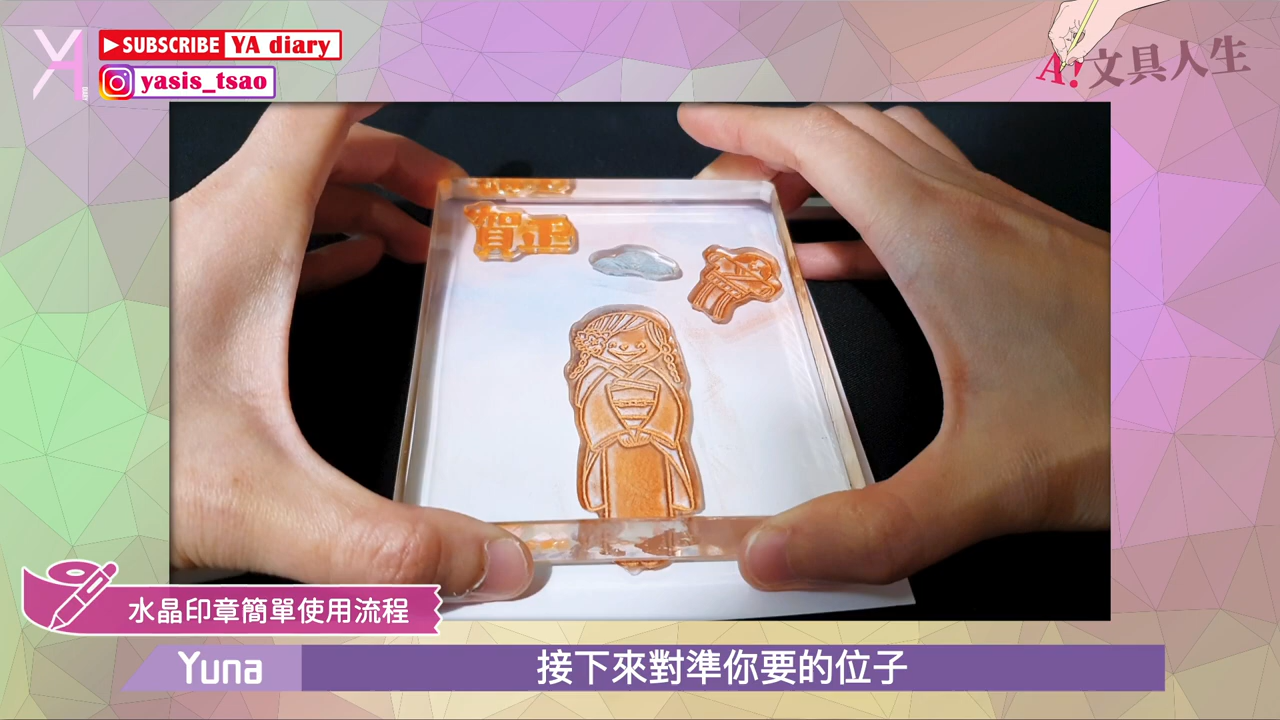 YA
SUBSCRIBE YA diary
yasis_tsao
A!文具人生
賀正
水晶印章簡單使用流程
Yuna
接下來對準你要的位子